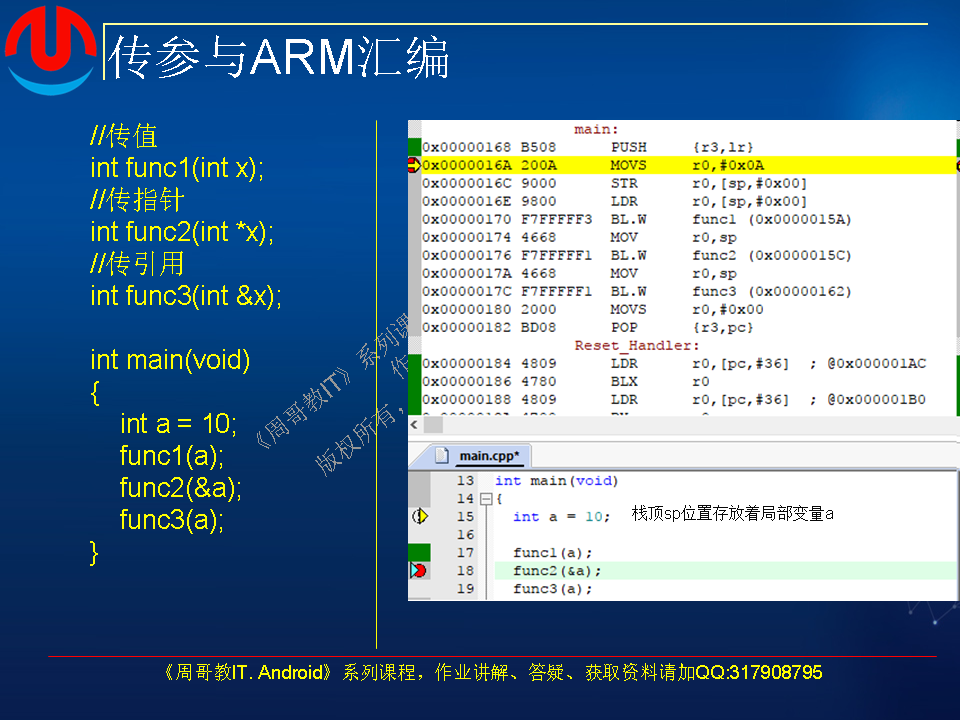 传参与ARM汇编
//传值
int func1(int x);
//传指针
int func2(int *x);
//传引用
int func3(int &x);
int main(void)
{
int a = 10;
func1(a);
func2(&a);
func3(a);
}
《周哥教IT》系列课
版权所有，作
main:
0x00000168 B508 PUSH {r3,lr}
0x0000016A 200A MOVS r0,#0x0A
0x0000016C 9000 STR r0,[sp,#0x00]
0x0000016E 9800 LDR r0,[sp,#0x00]
0x00000170 F7FFFFF3 BL.W func1 (0x0000015A)
0x00000174 4668 MOV r0,sp
0x00000176 F7FFFFF1 BL.W func2 (0x0000015C)
0x0000017A 4668 MOV r0,sp
0x0000017C F7FFFFF1 BL.W func3 (0x00000162)
0x00000180 2000 MOVS r0,#0x00
0x00000182 BD08 POP {r3,pc}
Reset_Handler:
0x00000184 4809 LDR r0,[pc,#36] ; @0x000001AC
0x00000186 4780 BLX r0
0x00000188 4809 LDR r0,[pc,#36] ; @0x000001B0
main.cpp*
13 int main(void)
14 {
15 int a = 10; 栈顶sp位置存放着局部变量a
16
17 func1(a);
18 func2(&a);
19 func3(a);
《周哥教IT. Android》系列课程，作业讲解、答疑、获取资料请加QQ:317908795